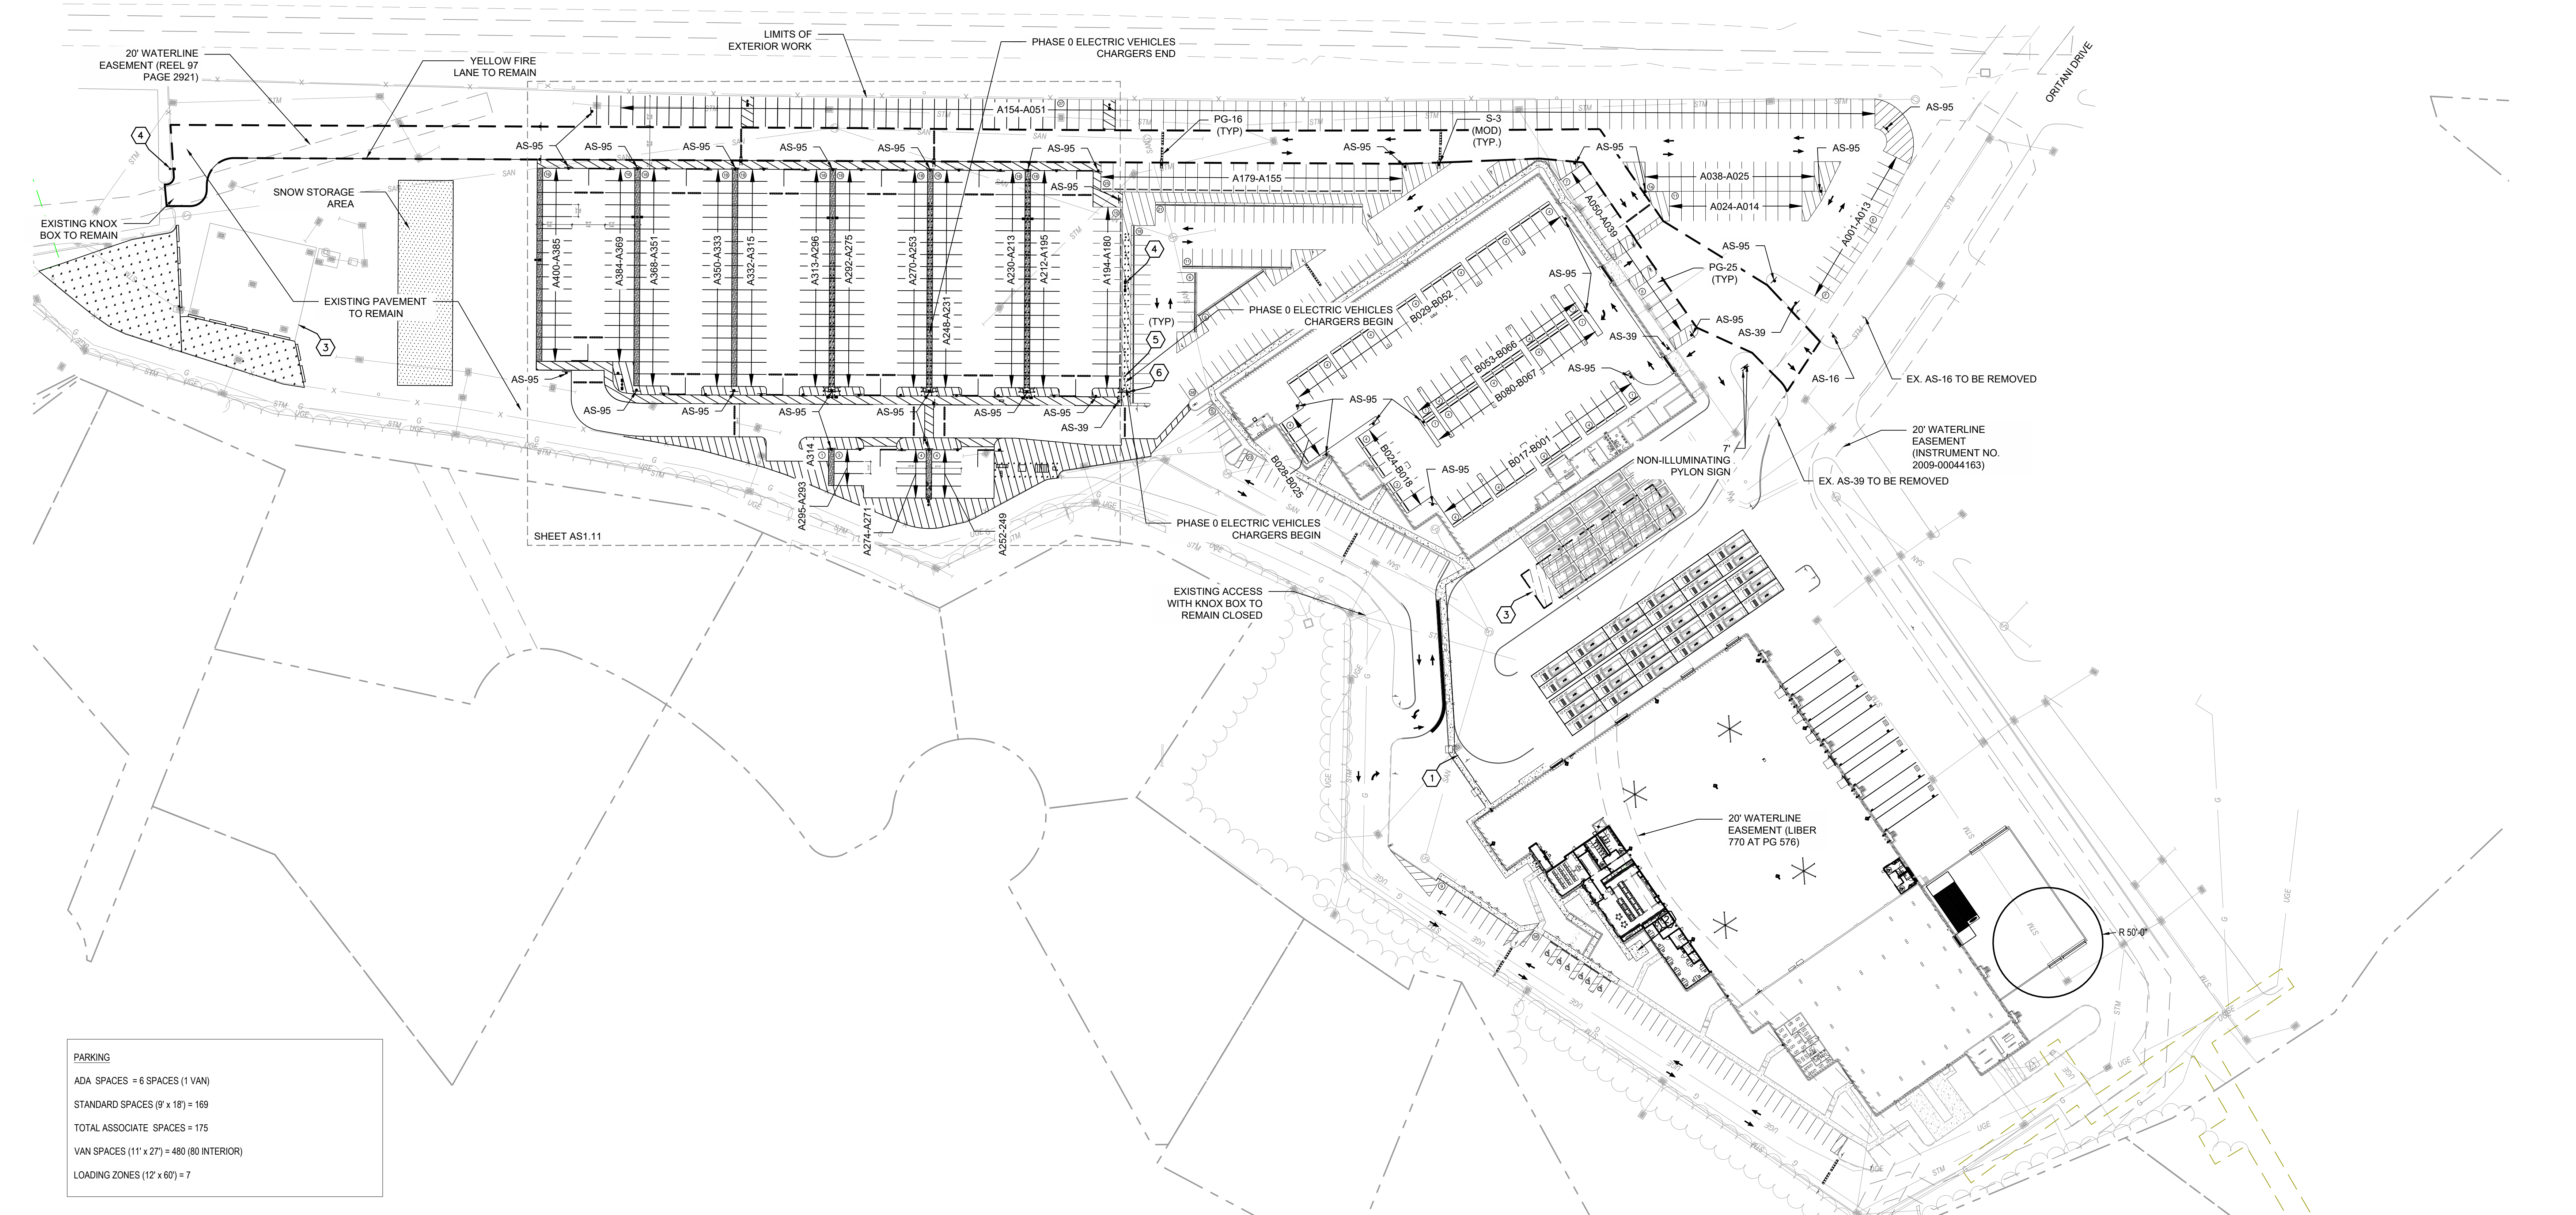 LIMITS OF
EXTERIOR WORK
PHASE 0 ELECTRIC VEHICLES
CHARGERS END
20' WATERLINE
EASEMENT (REEL 97
PAGE 2921)
YELLOW FIRE
LANE TO REMAIN
ORITANI DRIVE
A154-A051
PG-16
(TYP)
S-3
(MOD)
(TYP.)
AS-95
4
AS-95
AS-95
AS-95
AS-95
AS-95
AS-95
AS-95
AS-95
AS-95
AS-95
SNOW STORAGE
AREA
A179-A155
A038-A025
A024-A014
A050-A039
A001-A013
EXISTING KNOX
BOX TO REMAIN
A400-A385
A384-A369
A368-A351
A350-A333
A332-A315
A313-A296
A292-A275
A270-A253
A248-A231
A230-A213
A212-A195
A194-A180
4
AS-95
PG-25
(TYP)
AS-95
EXISTING PAVEMENT
TO REMAIN
3
(TYP)
5
6
PHASE 0 ELECTRIC VEHICLES
CHARGERS BEGIN
B029-B052
B053-B066
B080-B067
AS-95
AS-39
AS-39
AS-95
AS-16
EX. AS-16 TO BE REMOVED
AS-95
AS-95
AS-95
AS-95
AS-95
AS-95
AS-95
AS-39
AS-95
A314
A295-A293
A274-A271
A252-249
B028-B025
B024-B018
B017-B001
AS-95
7'
NON-ILLUMINATING
PYLON SIGN
20' WATERLINE
EASEMENT
(INSTRUMENT NO.
2009-00044163)
EX. AS-39 TO BE REMOVED
SHEET AS1.11
PHASE 0 ELECTRIC VEHICLES
CHARGERS BEGIN
EXISTING ACCESS
WITH KNOX BOX TO
REMAIN CLOSED
3
1
20' WATERLINE
EASEMENT (LIBER
770 AT PG 576)
R 50'-0"
PARKING
ADA SPACES = 6 SPACES (1 VAN)
STANDARD SPACES (9' x 18') = 169
TOTAL ASSOCIATE SPACES = 175
VAN SPACES (11' x 27') = 480 (80 INTERIOR)
LOADING ZONES (12' x 60') = 7